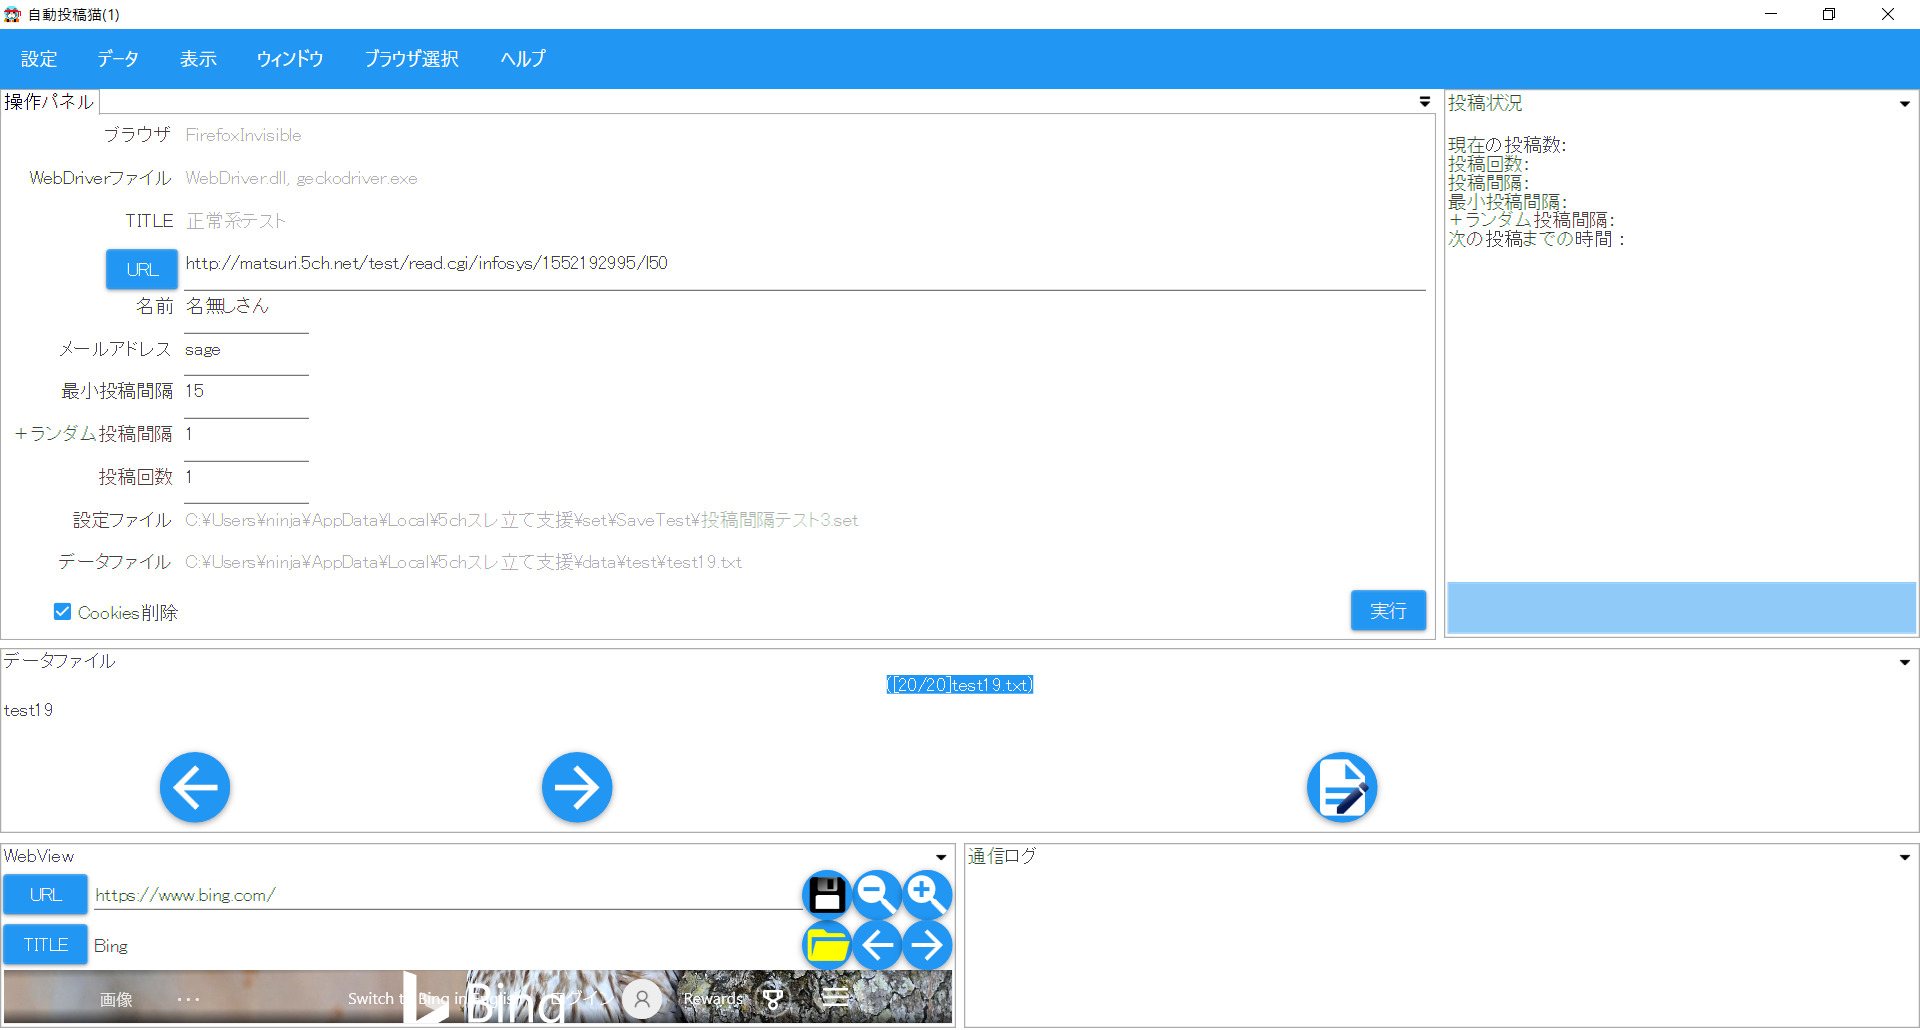 自動投稿猫(1)
設定 データ 表示 ウィンドウ ブラウザ選択 ヘルプ
操作パネル
ブラウザ FirefoxInvisible
WebDriverファイル WebDriver.dll, geckodriver.exe
TITLE 正常系テスト
URL http://matsuri.5ch.net/test/read.cgi/infosys/1552192995/l50
名前 名無しさん
メールアドレス sage
最小投稿間隔 15
＋ランダム投稿間隔 1
投稿回数 1
設定ファイル C:¥Users¥ninja¥AppData¥Local¥5chスレ立て支援¥set¥SaveTest¥投稿間隔テスト3.set
データファイル C:¥Users¥ninja¥AppData¥Local¥5chスレ立て支援¥data¥test¥test19.txt
Cookies削除
実行
投稿状況
現在の投稿数:
投稿回数:
投稿間隔:
最小投稿間隔:
＋ランダム投稿間隔:
次の投稿までの時間：
データファイル
([20/20]test19.txt)
test19
WebView
URL https://www.bing.com/
TITLE Bing
画像 ... Switch to Bing in English ログイン Rewards
Bing
通信ログ